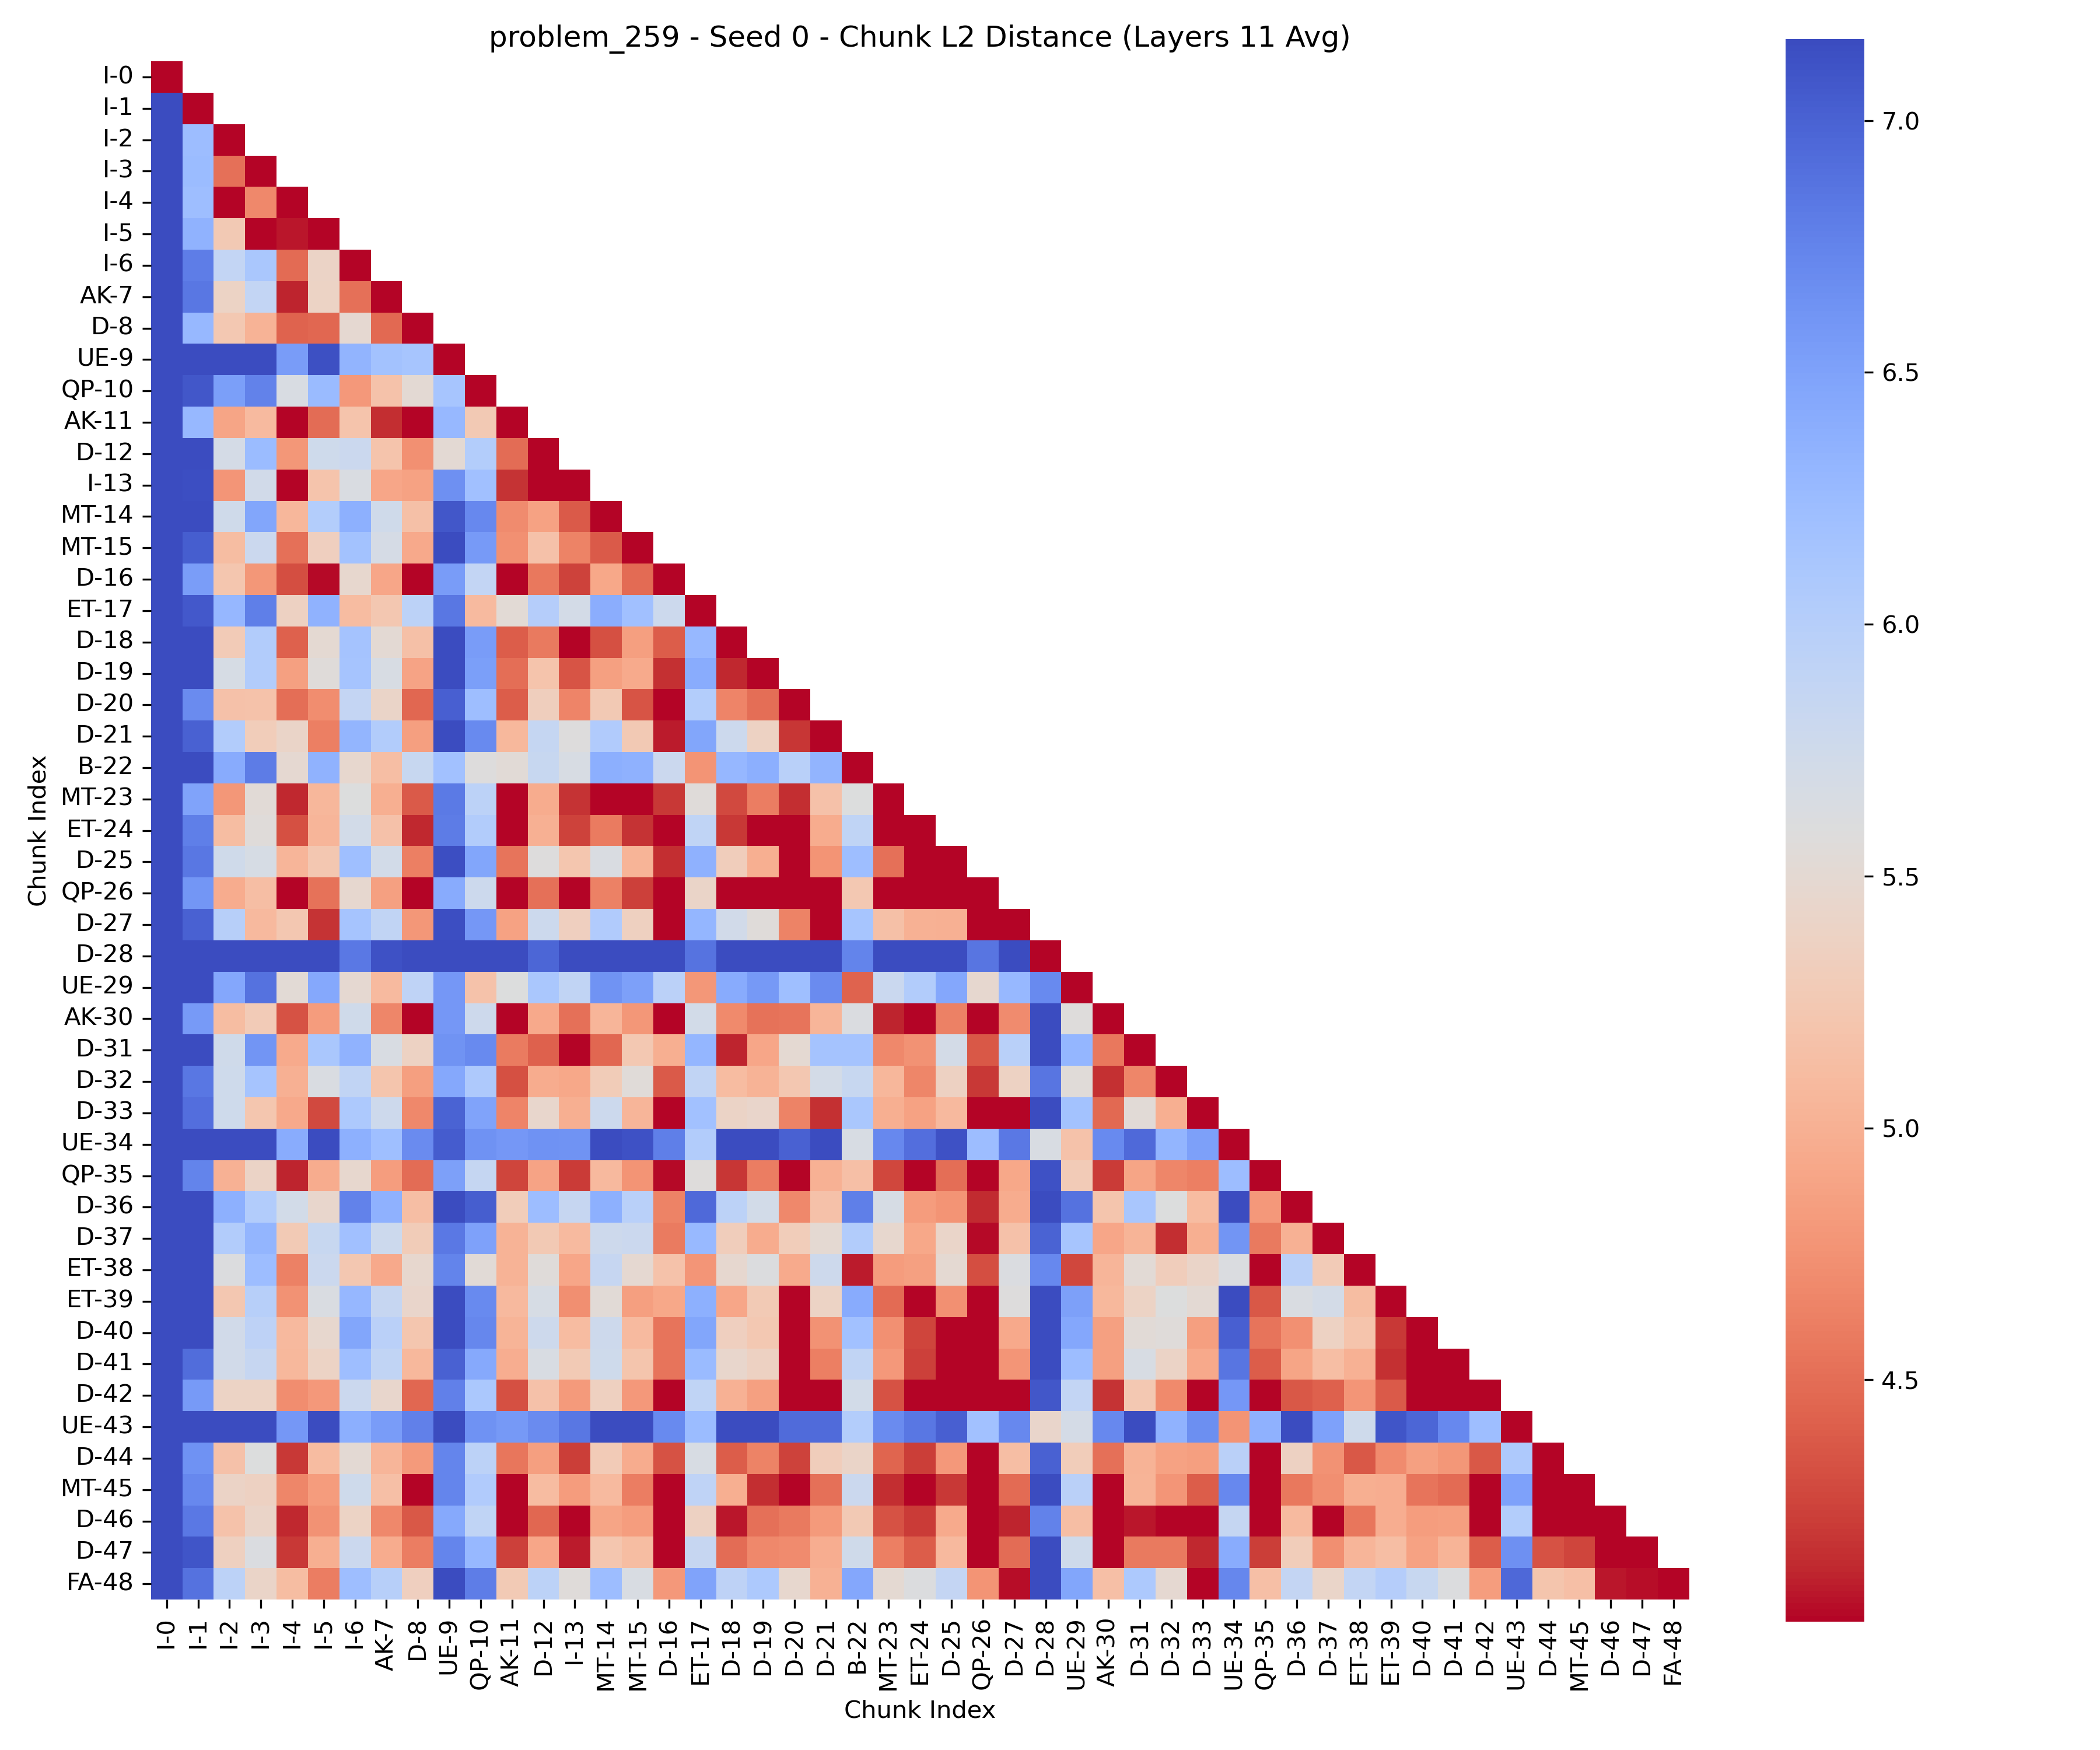 problem_259 - Seed 0 - Chunk L2 Distance (Layers 11 Avg)
I-0
I-1
I-2
I-3
I-4
I-5
I-6
AK-7
D-8
UE-9
QP-10
AK-11
D-12
I-13
MT-14
MT-15
D-16
ET-17
D-18
D-19
D-20
D-21
B-22
MT-23
ET-24
D-25
QP-26
D-27
D-28
UE-29
AK-30
D-31
D-32
D-33
UE-34
QP-35
D-36
D-37
ET-38
ET-39
D-40
D-41
D-42
UE-43
D-44
MT-45
D-46
D-47
FA-48
Chunk Index
I-0
I-1
I-2
I-3
I-4
I-5
I-6
AK-7
D-8
UE-9
QP-10
AK-11
D-12
I-13
MT-14
MT-15
D-16
ET-17
D-18
D-19
D-20
D-21
B-22
MT-23
ET-24
D-25
QP-26
D-27
D-28
UE-29
AK-30
D-31
D-32
D-33
UE-34
QP-35
D-36
D-37
ET-38
ET-39
D-40
D-41
D-42
UE-43
D-44
MT-45
D-46
D-47
FA-48
Chunk Index
7.0
6.5
6.0
5.5
5.0
4.5